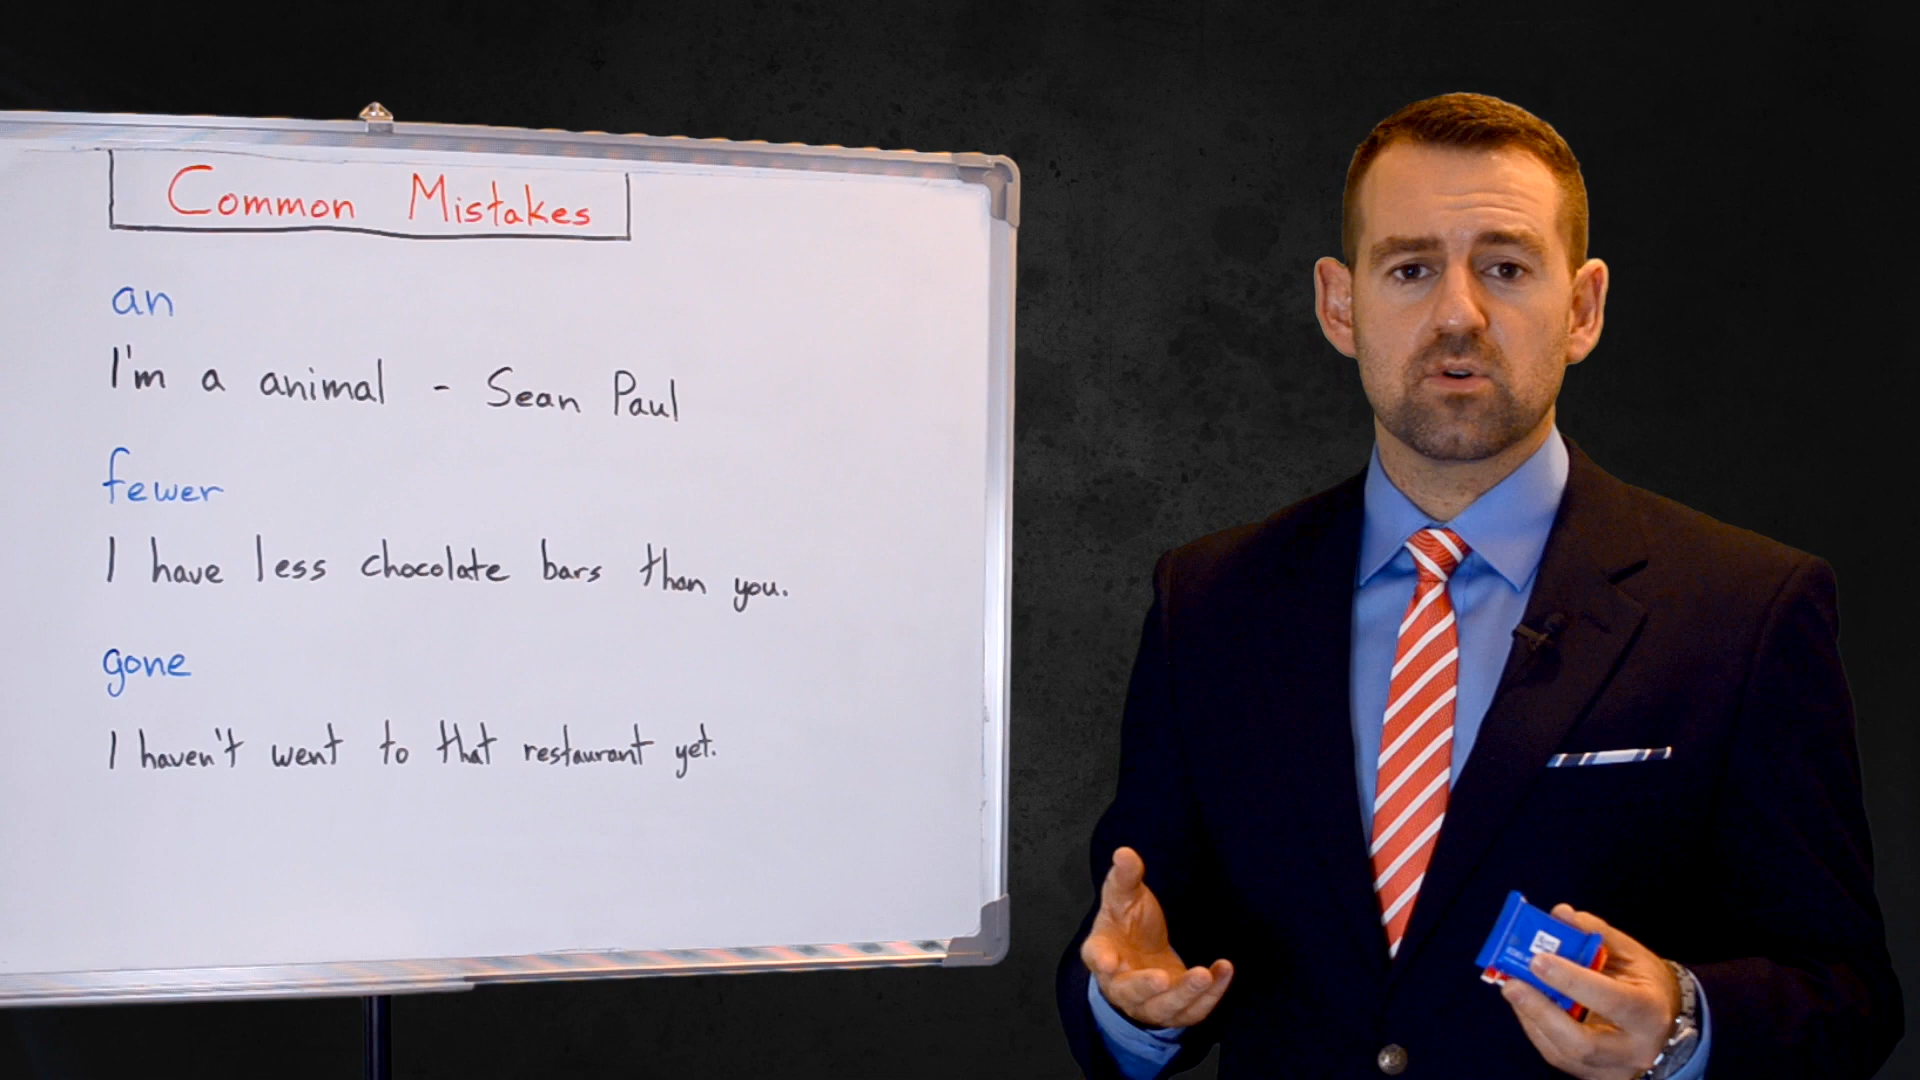 Common Mistakes
an
I'm a animal - Sean Paul
fewer
I have less chocolate bars than you.
gone
I haven't went to that restaurant yet.